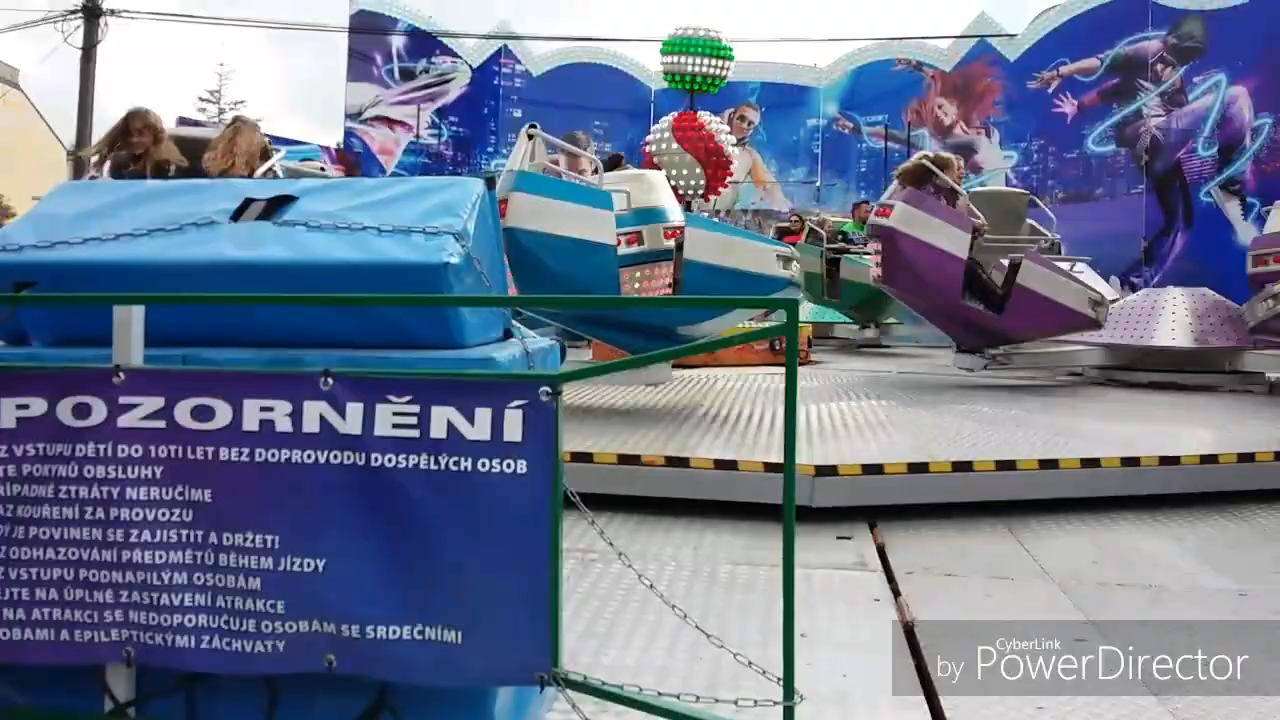 POZORNĚNÍ
Z VSTUPU DĚTÍ DO 10TI LET BEZ DOPROVODU DOSPĚLÝCH OSOB
TE POKYNŮ OBSLUHY
ŘÍPADNÉ ZTRÁTY NERUČÍME
AZ KOUŘENÍ ZA PROVOZU
DÝ JE POVINEN SE ZAJISTIT A DRŽET!
Z ODHAZOVÁNÍ PŘEDMĚTŮ BĚHEM JÍZDY
Z VSTUPU PODNAPILÝM OSOBÁM
EJTE NA ÚPLNÉ ZASTAVENÍ ATRAKCE
NA ATRAKCI SE NEDOPORUČUJE OSOBÁM SE SRDEČNÍMI
OBAMI A EPILEPTICKÝMI ZÁCHVATY
CyberLink
by PowerDirector